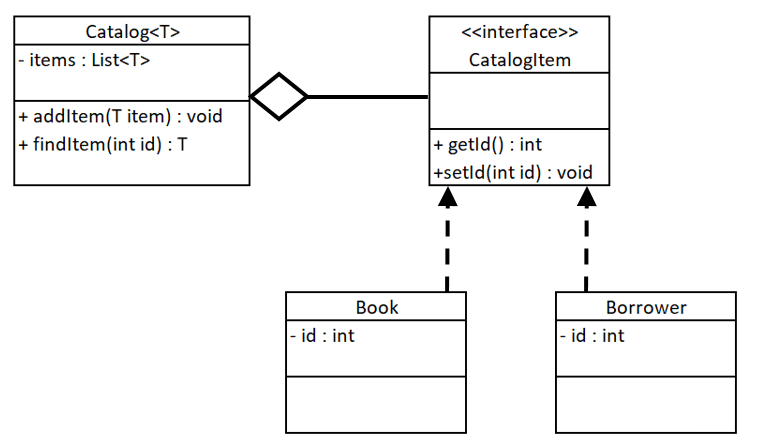 Catalog<T>
- items : List<T>
+ addItem(T item) : void
+ findItem(int id) : T
<<interface>>
CatalogItem
+ getId() : int
+setId(int id) : void
Book
- id : int
Borrower
- id : int